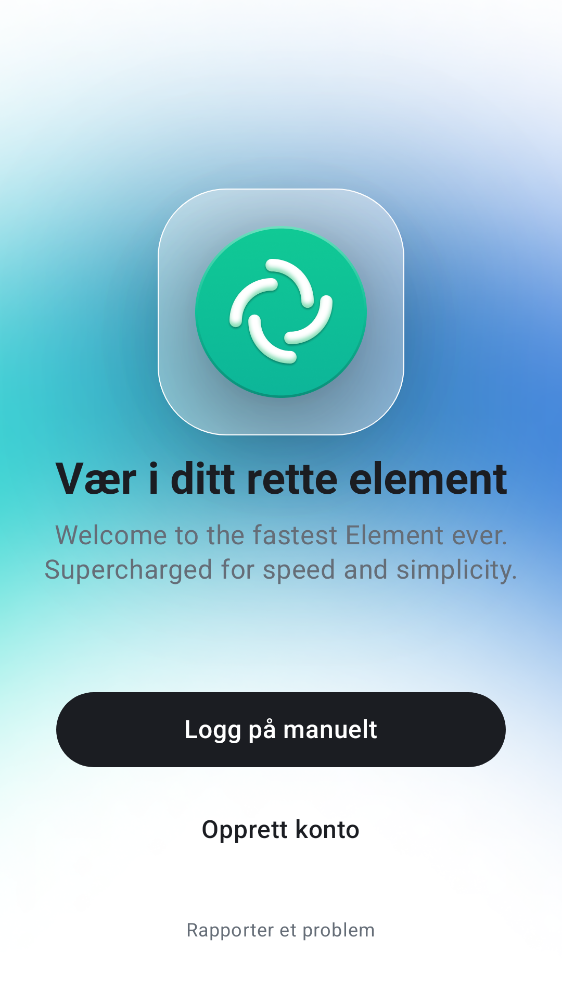 Vær i ditt rette element
Welcome to the fastest Element ever.
Supercharged for speed and simplicity.
Logg på manuelt
Opprett konto
Rapporter et problem